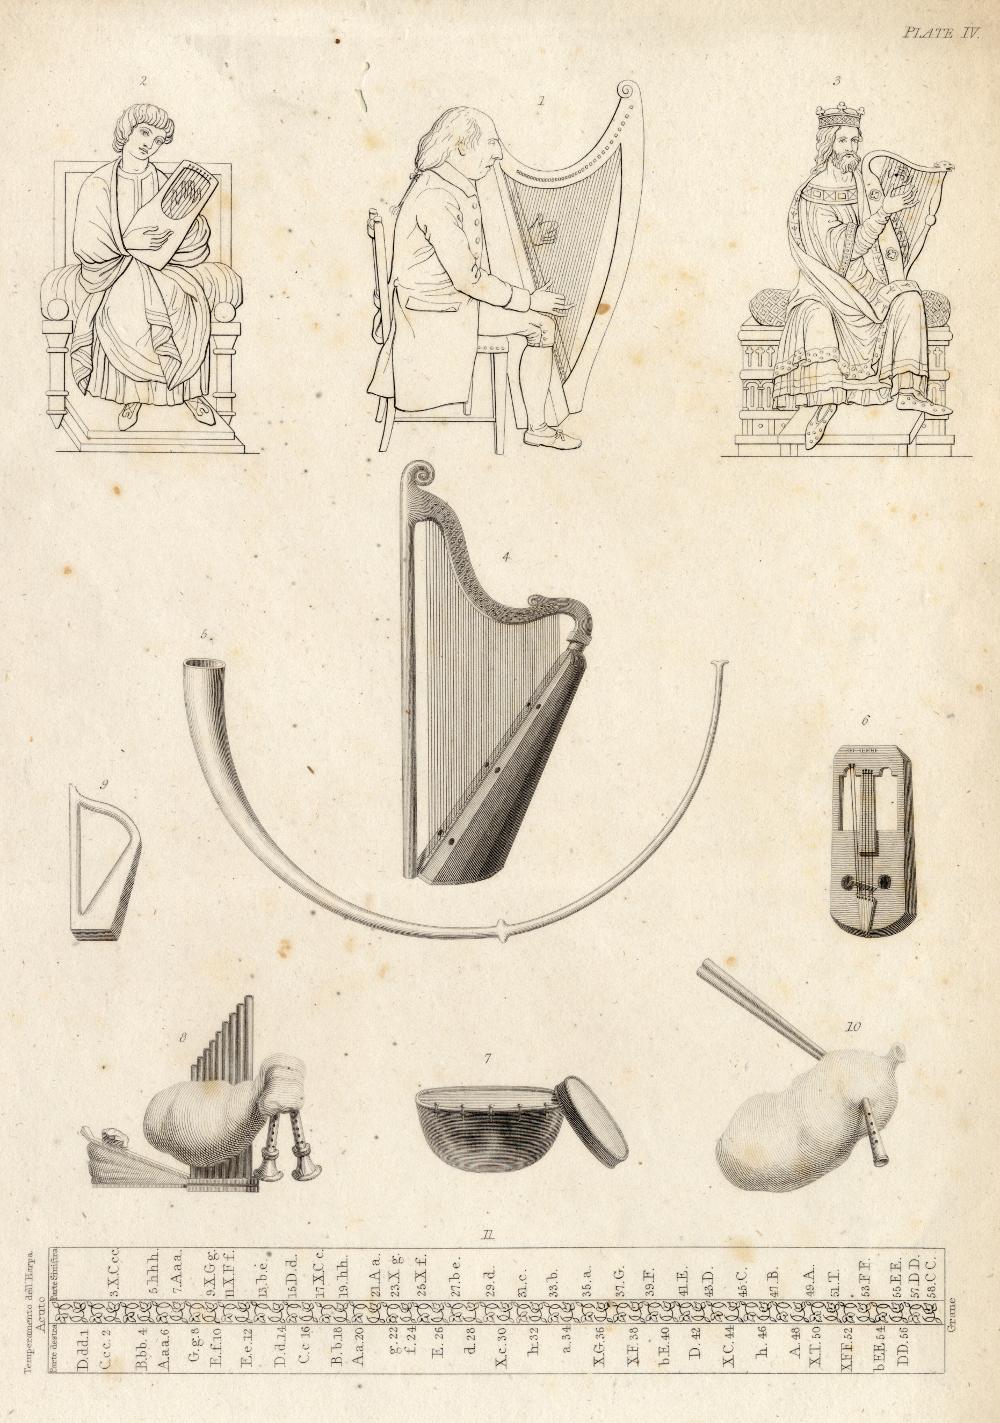 PLATE IV.
2
1
3
4
5.
6
9
8
7
10
11
Temperamento dell'Harpa.
Acruto
Parte Sinistra.
3.X.C cc.
5.h h h.
7.A a a.
9.X.G g.
11.X.F f.
13.b.e.
15.D.d.
17.X.C c.
19.h h.
21.A a.
23.X g.
25.X f.
27.b e.
29.d.
31.c.
33.b.
35.a.
37.G.
39.F.
41.E.
43.D.
45.C.
47.B.
49.A.
51.T.
53.F F.
55.E E.
57.D D.
58.C C.
Parte destra
D.dd.1
C.c c. 2
B.bb. 4
A.a a.6
G.g.8
E.f.10
E.e.12
D.d.14
C.c 16
B.b.18
A.a.20
g.22
f.24
E. 26
d.28
X.c. 30
h.32
a.34
X.G.36
X.F.38
b.E.40
D. 42
X C. 44
h. 46
A. 48
X.T. 50
X.F F. 52
b E E. 54
D D. 56
Grave